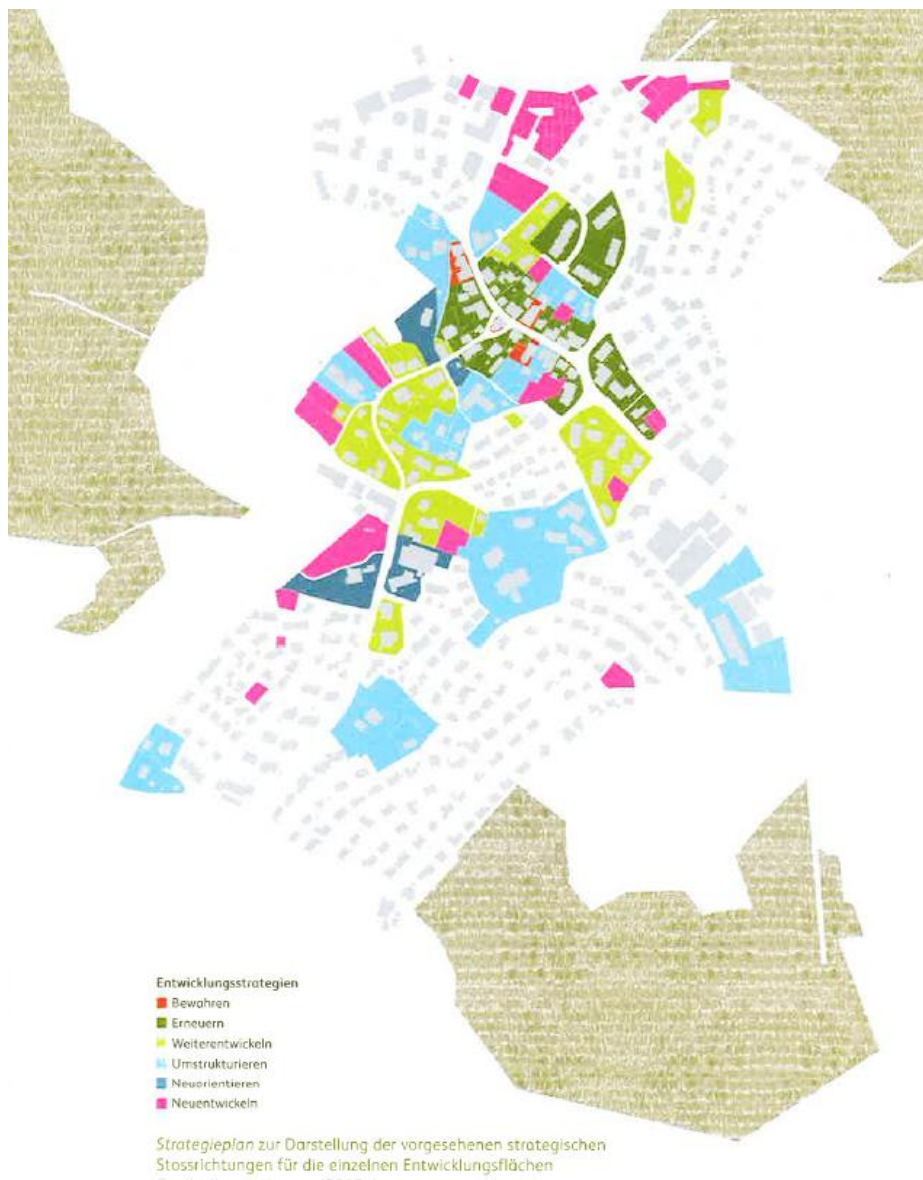 Entwicklungsstrategien
Bewahren
Erneuern
Weiterentwickeln
Umstrukturieren
Neuorientieren
Neuentwickeln
Strategieplan zur Darstellung der vorgesehenen strategischen
Stossrichtungen für die einzelnen Entwicklungsflächen